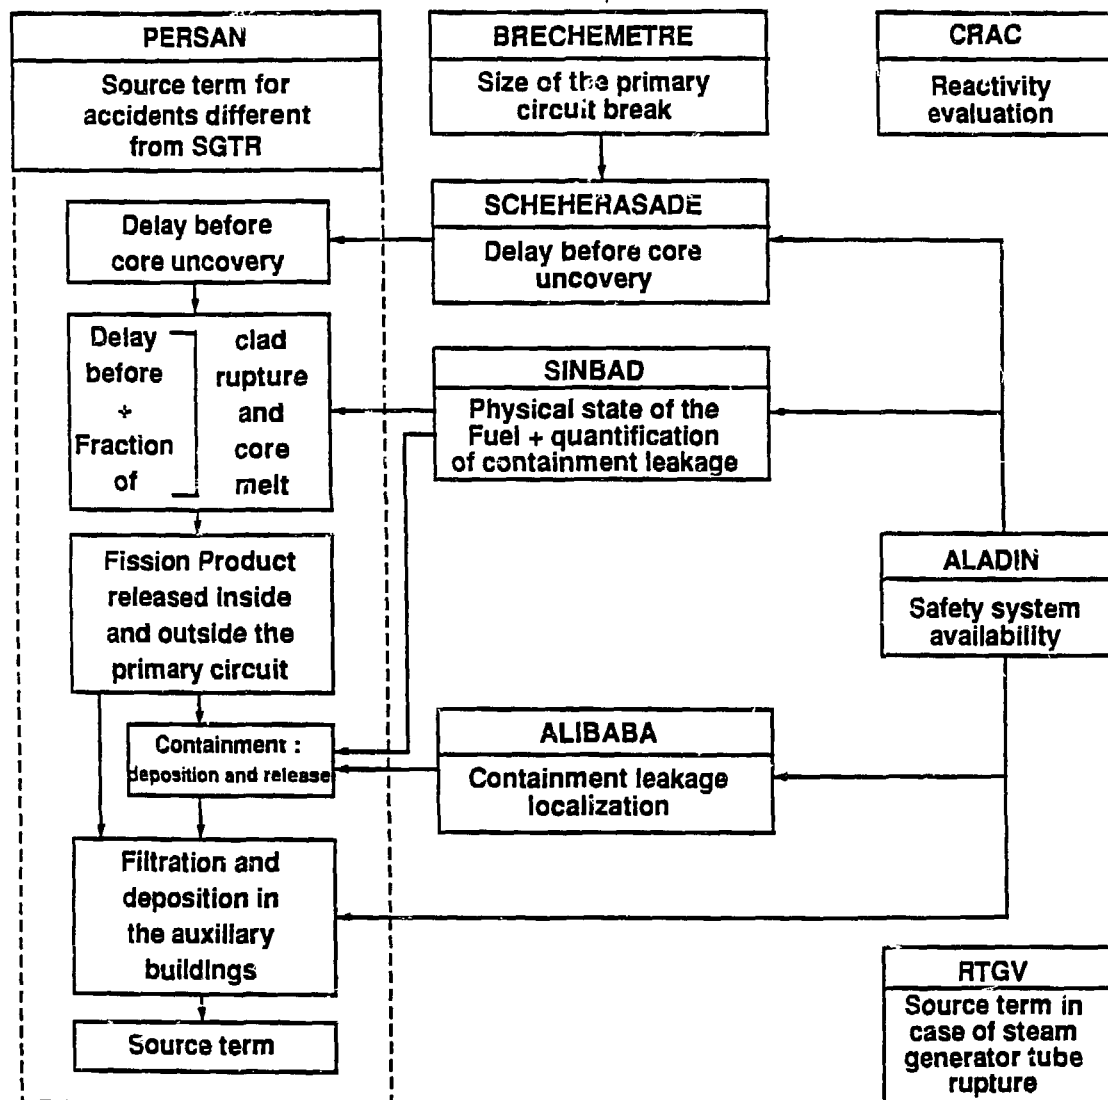 PERSAN
Source term for
accidents different
from SGTR
Delay before
core uncovery
Delay
before
+
Fraction
of
clad
rupture
and
core
melt
Fission Product
released inside
and outside the
primary circuit
Containment :
deposition and release
Filtration and
deposition in
the auxiliary
buildings
Source term
BRECHEMETRE
Size of the primary
circuit break
SCHEHERASADE
Delay before core
uncovery
SINBAD
Physical state of the
Fuel + quantification
of containment leakage
ALIBABA
Containment leakage
localization
CRAC
Reactivity
evaluation
ALADIN
Safety system
availability
RTGV
Source term in
case of steam
generator tube
rupture